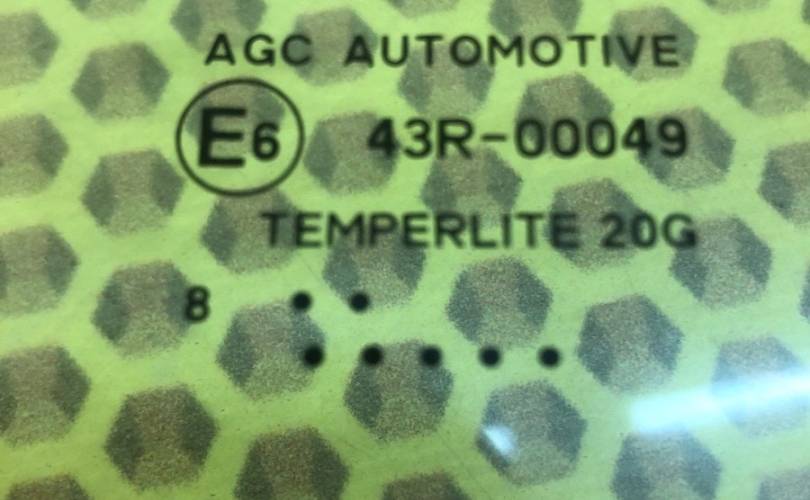 AGC AUTOMOTIVE
E6 43R-00049
TEMPERLITE 20G
8 ••
•••••